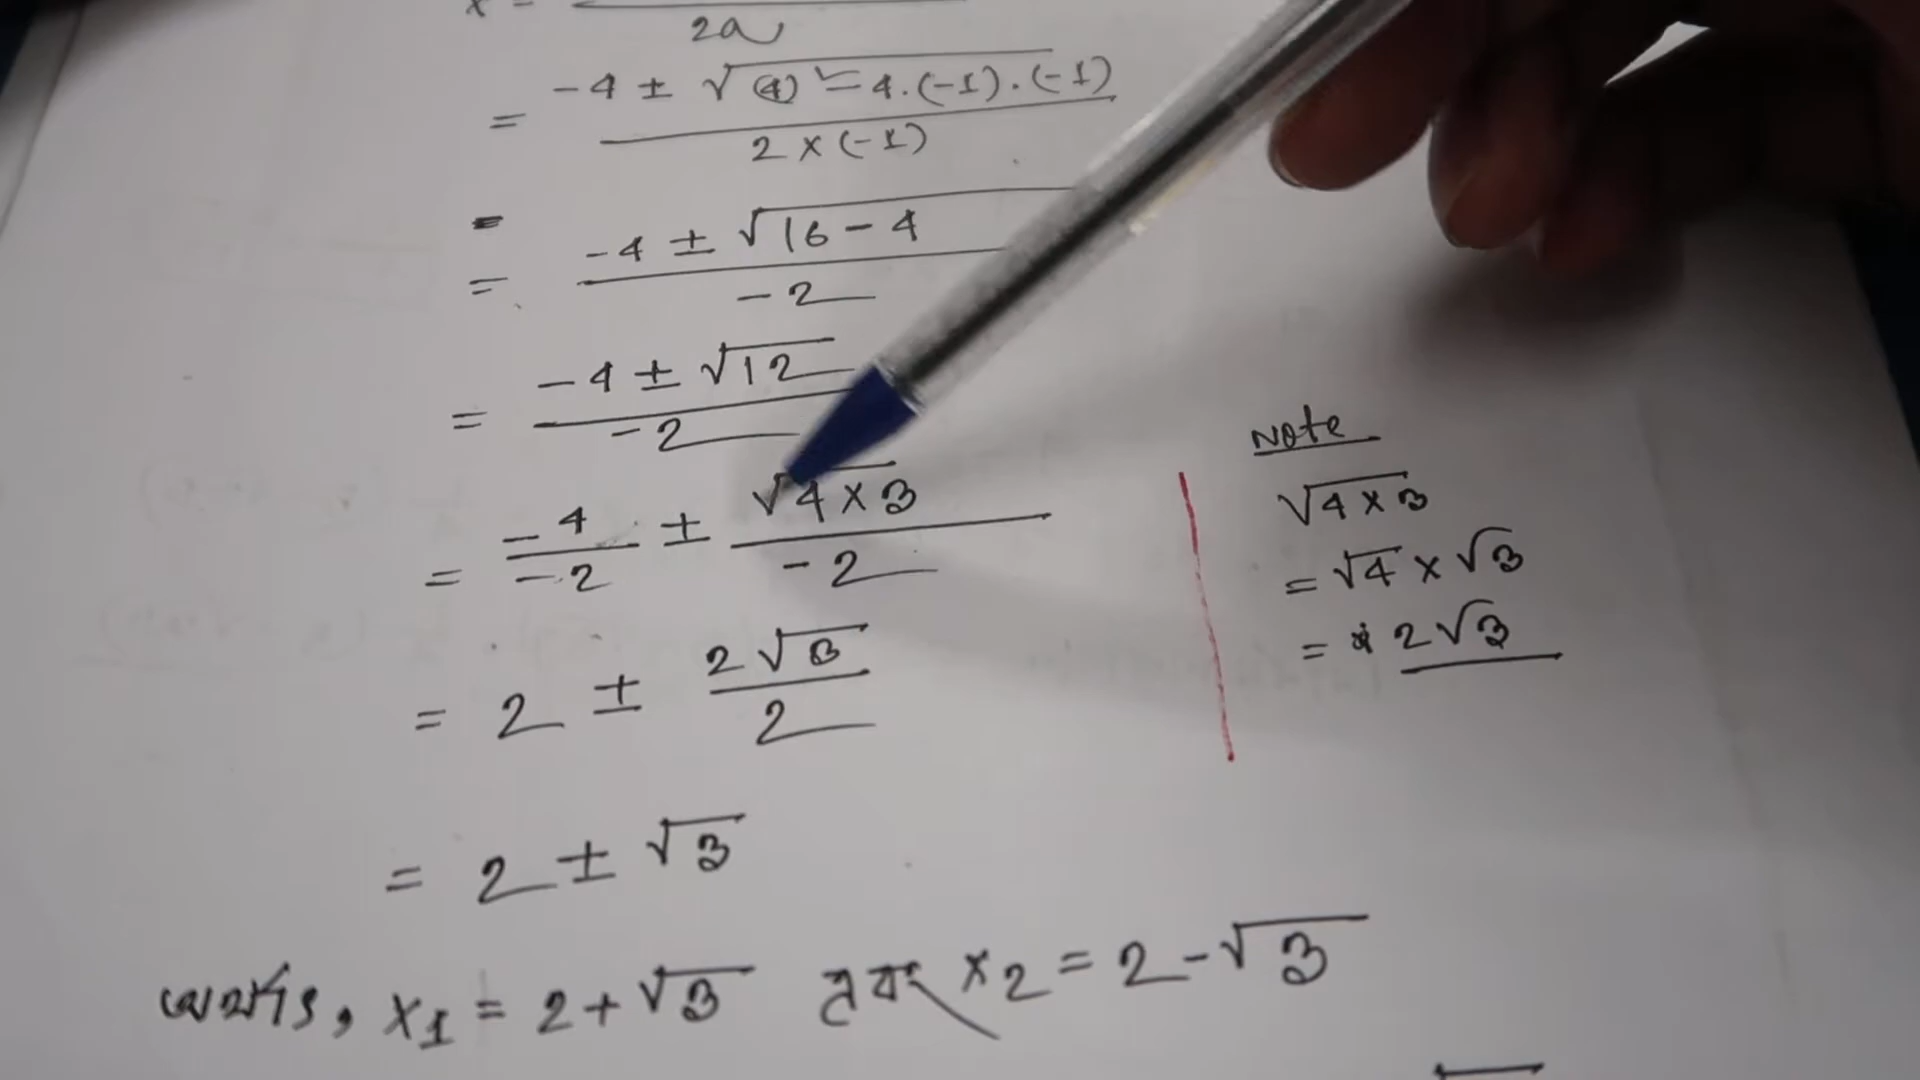 x = 2a
= -4 ± √(4)² - 4.(-1).(-1) / 2 × (-1)
= -4 ± √16 - 4 / -2
= -4 ± √12 / -2
= -4 / -2 ± √4×3 / -2
= 2 ± 2√3 / 2
= 2 ± √3
অর্থাৎ, x1 = 2+√3 এবং x2 = 2-√3
Note
√4×3
= √4 × √3
= 2√3